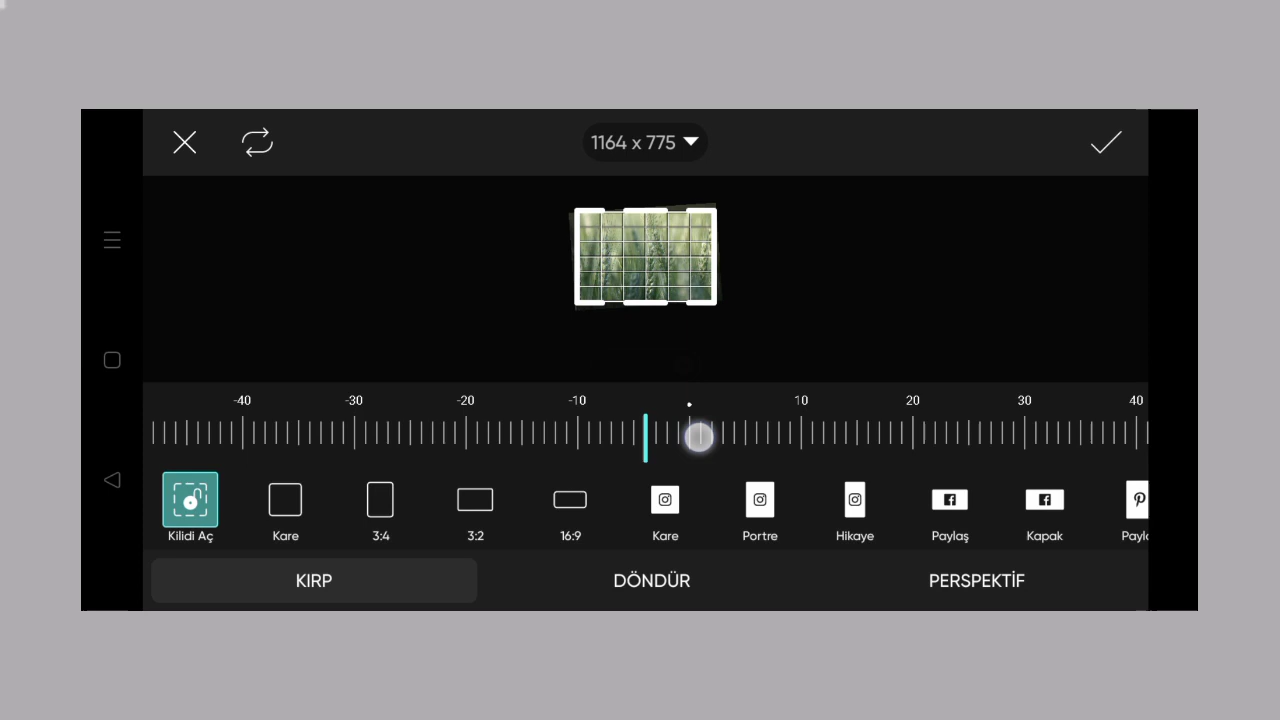 1164 x 775
-40 -30 -20 -10 10 20 30 40
Kilidi Aç Kare 3:4 3:2 16:9 Kare Portre Hikaye Paylaş Kapak
KIRP DÖNDÜR PERSPEKTİF